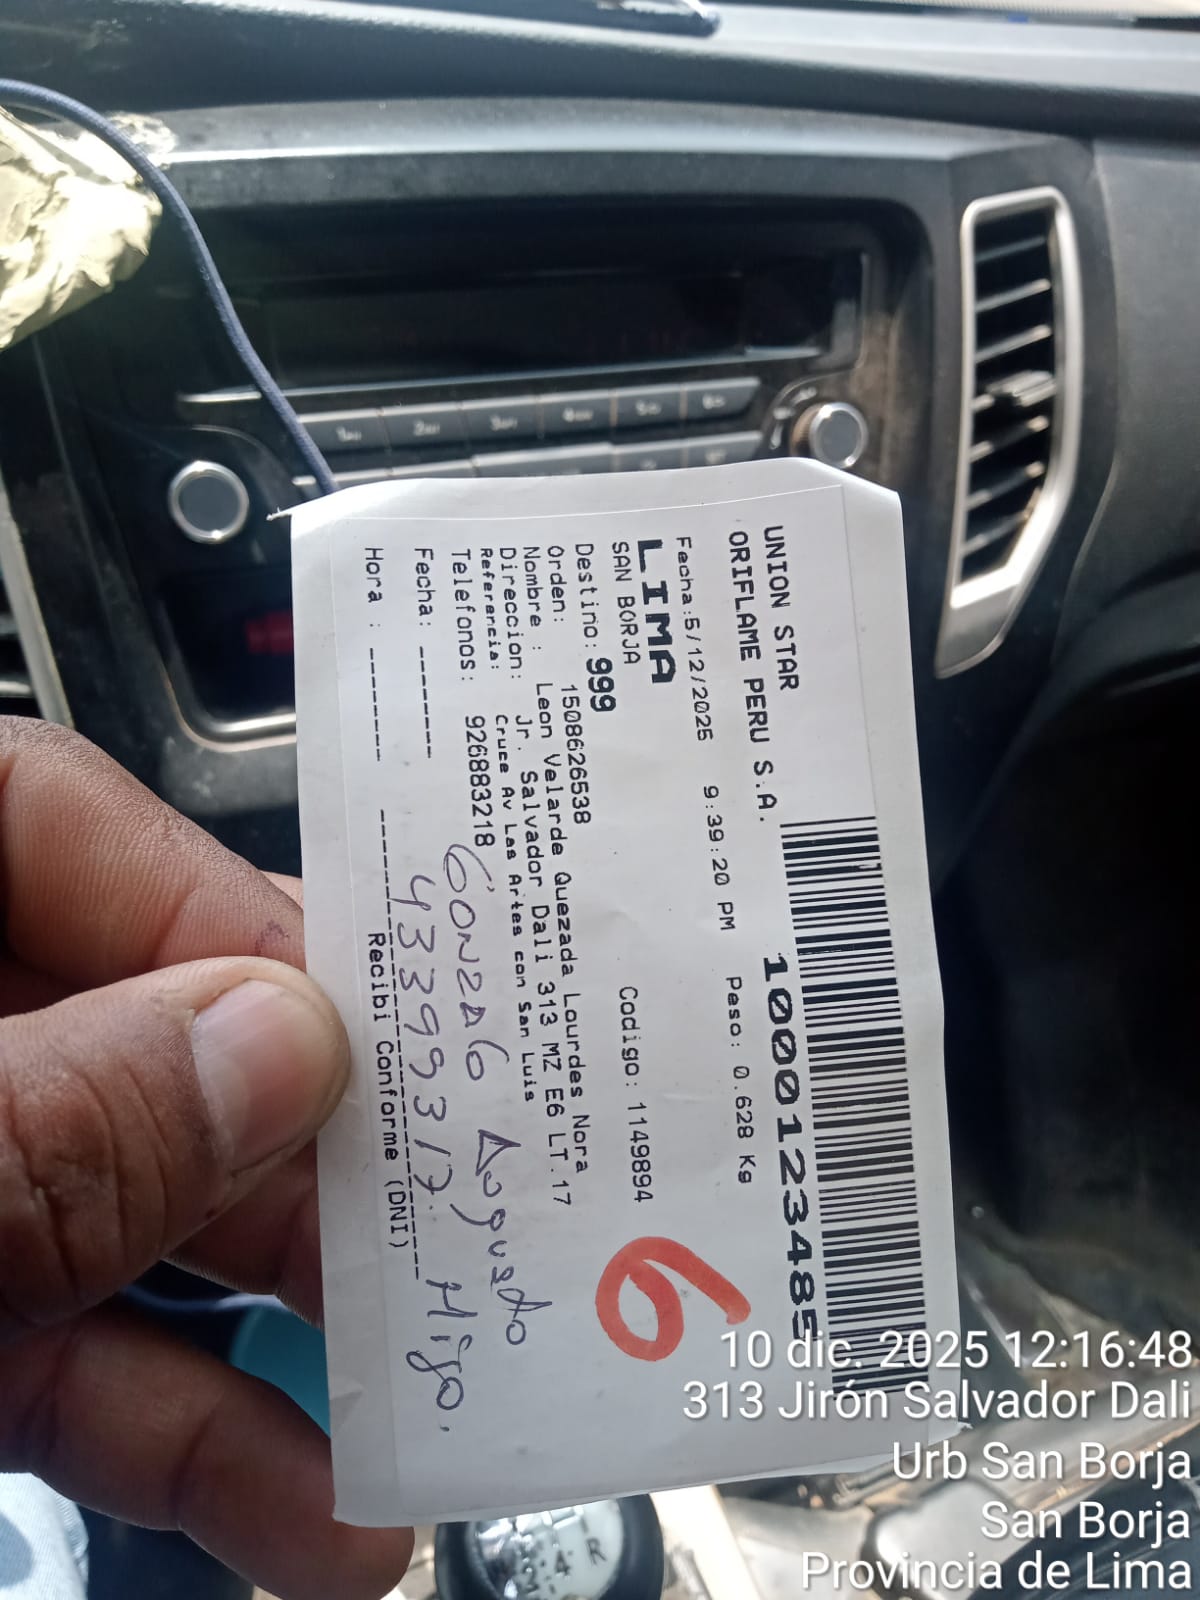 UNION STAR
ORIFLAME PERU S.A.
1000123485
Fecha:5/12/2025 9:39:20 PM Peso: 0.628 Kg
LIMA
SAN BORJA
Codigo: 1149894
Destino: 999
6
Orden: 1508626538
Nombre : Leon Velarde Quezada Lourdes Nora
Direccion: Jr. Salvador Dali 313 MZ E6 LT.17
Referencia: Cruce Av Las Artes con San Luis
Telefonos: 926883218
GONZALO Augusto
Fecha: ------
43399317. Hijo.
Hora : -------
Recibi Conforme (DNI)
10 dic. 2025 12:16:48
313 Jirón Salvador Dali
Urb San Borja
San Borja
Provincia de Lima